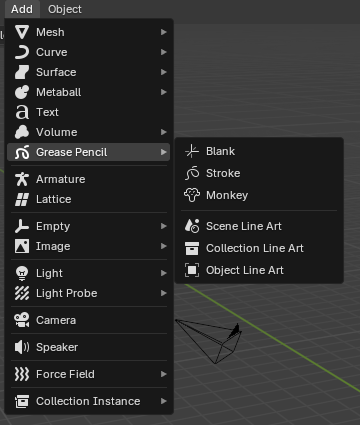 Add Object
Mesh
Curve
Surface
Metaball
Text
Volume
Grease Pencil
Armature
Lattice
Empty
Image
Light
Light Probe
Camera
Speaker
Force Field
Collection Instance
Blank
Stroke
Monkey
Scene Line Art
Collection Line Art
Object Line Art